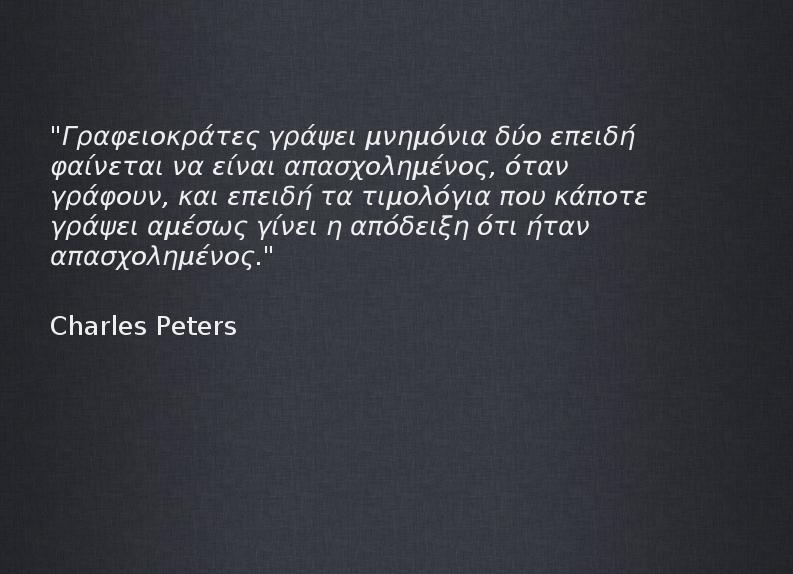 "Γραφειοκράτες γράψει μνημόνια δύο επειδή
φαίνεται να είναι απασχολημένος, όταν
γράφουν, και επειδή τα τιμολόγια που κάποτε
γράψει αμέσως γίνει η απόδειξη ότι ήταν
απασχολημένος."
Charles Peters